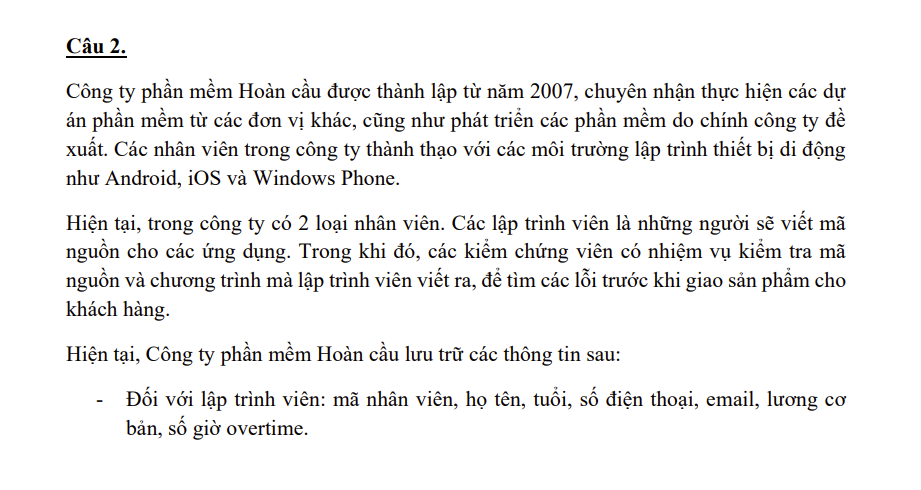 Câu 2.
Công ty phần mềm Hoàn cầu được thành lập từ năm 2007, chuyên nhận thực hiện các dự
án phần mềm từ các đơn vị khác, cũng như phát triển các phần mềm do chính công ty đề
xuất. Các nhân viên trong công ty thành thạo với các môi trường lập trình thiết bị di động
như Android, iOS và Windows Phone.
Hiện tại, trong công ty có 2 loại nhân viên. Các lập trình viên là những người sẽ viết mã
nguồn cho các ứng dụng. Trong khi đó, các kiểm chứng viên có nhiệm vụ kiểm tra mã
nguồn và chương trình mà lập trình viên viết ra, để tìm các lỗi trước khi giao sản phẩm cho
khách hàng.
Hiện tại, Công ty phần mềm Hoàn cầu lưu trữ các thông tin sau:
- Đối với lập trình viên: mã nhân viên, họ tên, tuổi, số điện thoại, email, lương cơ
bản, số giờ overtime.